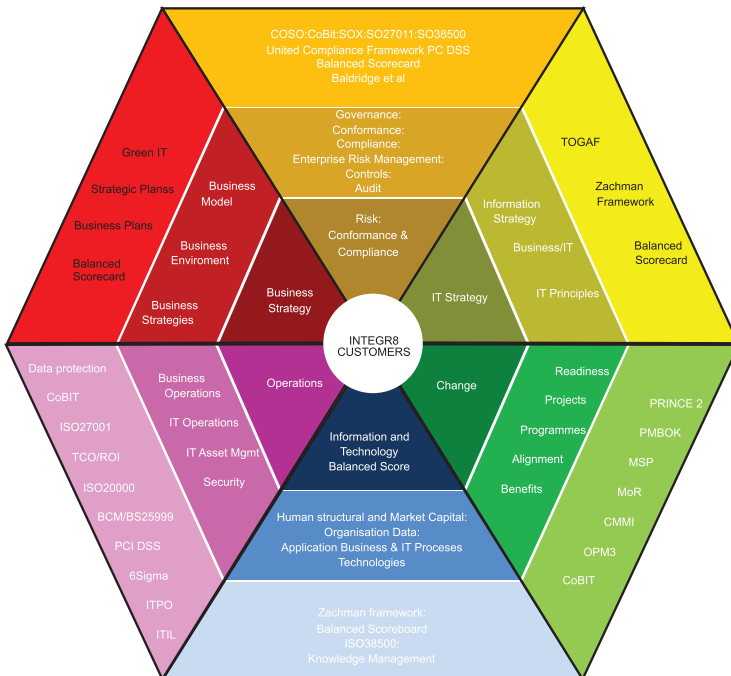 COSO:CoBit:SOX:SO27011:SO38500
United Compliance Framework PC DSS
Balanced Scorecard
Baldridge et al
Governance:
Conformance:
Compliance:
Enterprise Risk Management:
Controls:
Audit
Risk:
Conformance &
Compliance
Green IT
Strategic Planss
Business Plans
Balanced
Scorecard
Business
Model
Business
Enviroment
Business
Strategies
Business
Strategy
IT Strategy
Information
Strategy
Business/IT
IT Principles
TOGAF
Zachman
Framework
Balanced
Scorecard
INTEGR8
CUSTOMERS
Data protection
CoBIT
ISO27001
TCO/ROI
ISO20000
BCM/BS25999
PCI DSS
6Sigma
ITPO
ITIL
Business
Operations
IT Operations
IT Asset Mgmt
Security
Operations
Information and
Technology
Balanced Score
Human structural and Market Capital:
Organisation Data:
Application Business & IT Proceses
Technologies
Zachman framework:
Balanced Scoreboard
ISO38500:
Knowledge Management
Change
Readiness
Projects
Programmes
Alignment
Benefits
PRINCE 2
PMBOK
MSP
MoR
CMMI
OPM3
CoBIT